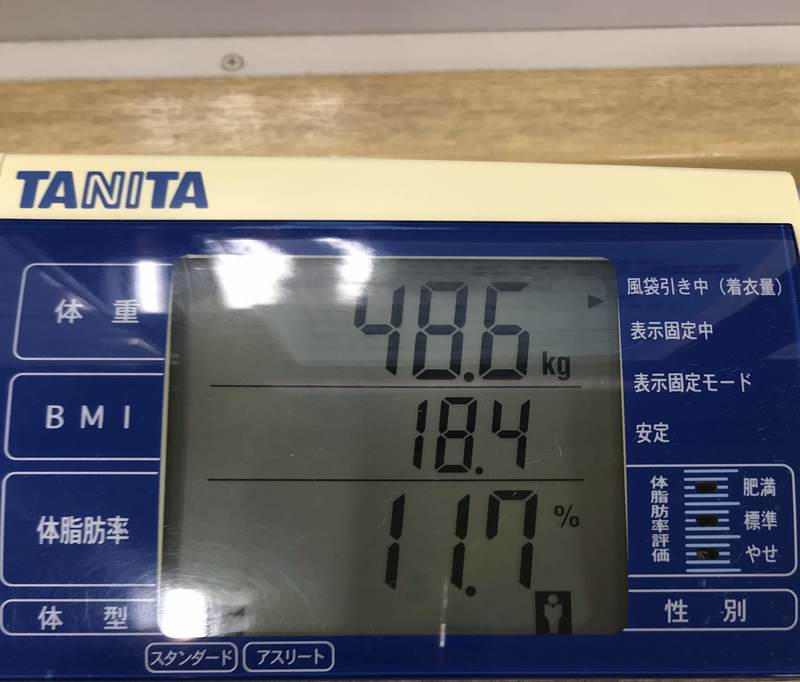 TANITA
体 重
48.6
kg
風袋引き中（着衣量）
表示固定中
表示固定モード
BMI
18.4
安定
体脂肪率
11.7
%
体脂肪率評価
肥満
標準
やせ
体 型
性 別
スタンダード
アスリート